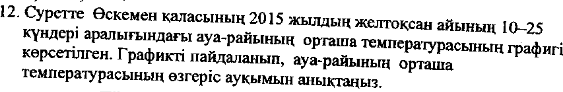 12. Суретте Өскемен қаласының 2015 жылдың желтоқсан айының 10–25
күндері аралығындағы ауа-райының орташа температурасының графигі
көрсетілген. Графикті пайдаланып, ауа-райының орташа
температурасының өзгеріс ауқымын анықтаңыз.